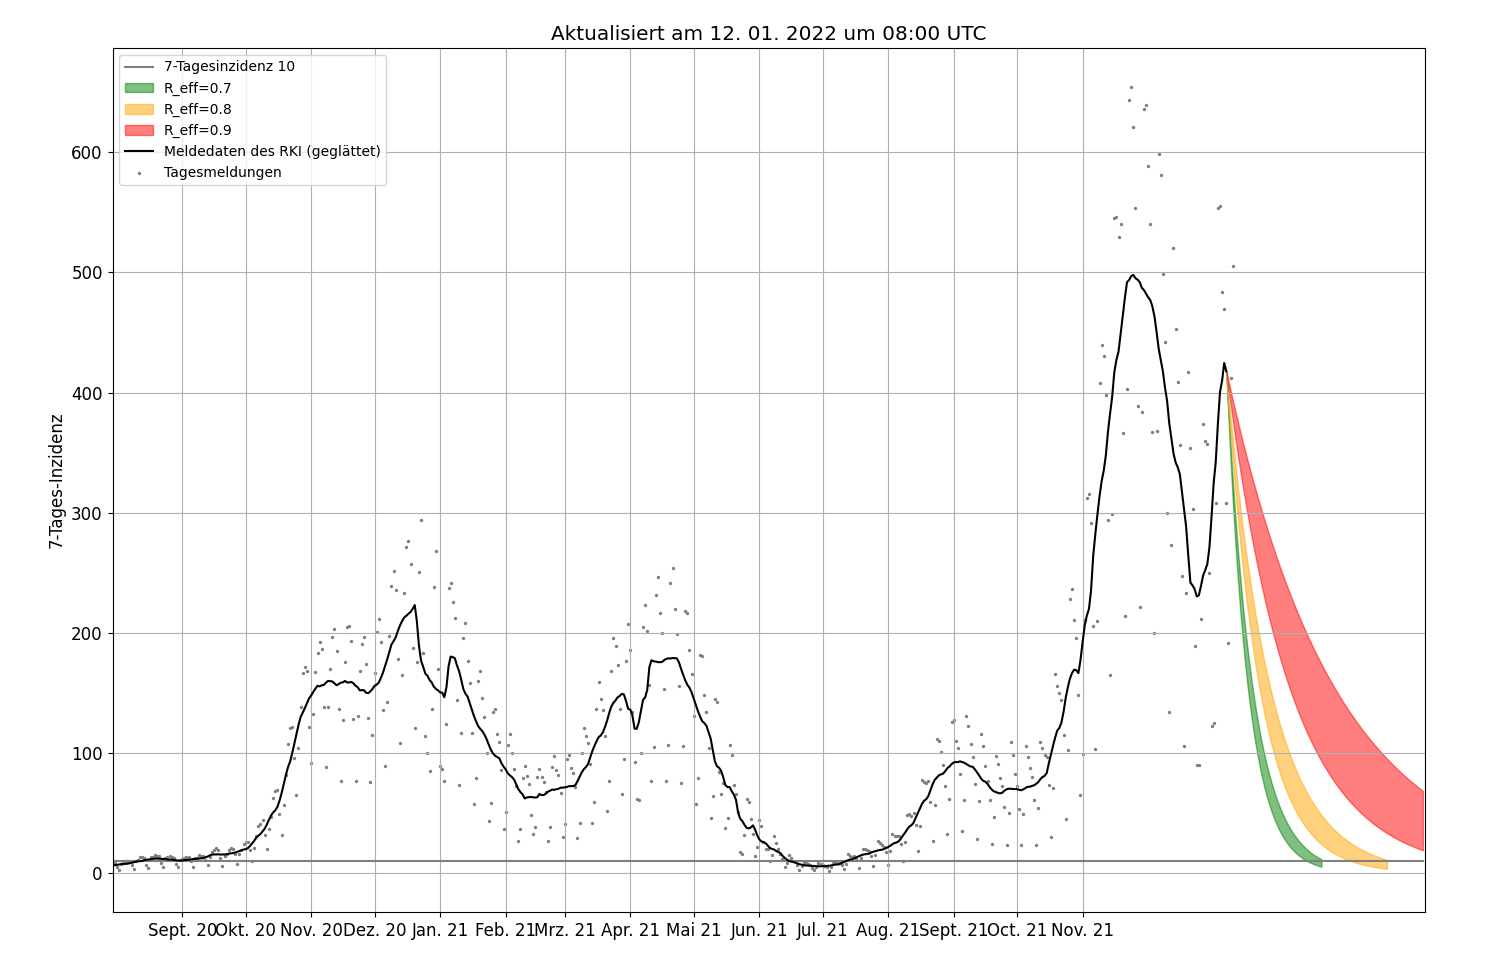 Aktualisiert am 12. 01. 2022 um 08:00 UTC
7-Tagesinzidenz 10
R_eff=0.7
R_eff=0.8
R_eff=0.9
Meldedaten des RKI (geglättet)
Tagesmeldungen
7-Tages-Inzidenz
600
500
400
300
200
100
0
Sept. 20 Okt. 20 Nov. 20 Dez. 20 Jan. 21 Feb. 21 Mrz. 21 Apr. 21 Mai 21 Jun. 21 Jul. 21 Aug. 21 Sept. 21 Oct. 21 Nov. 21